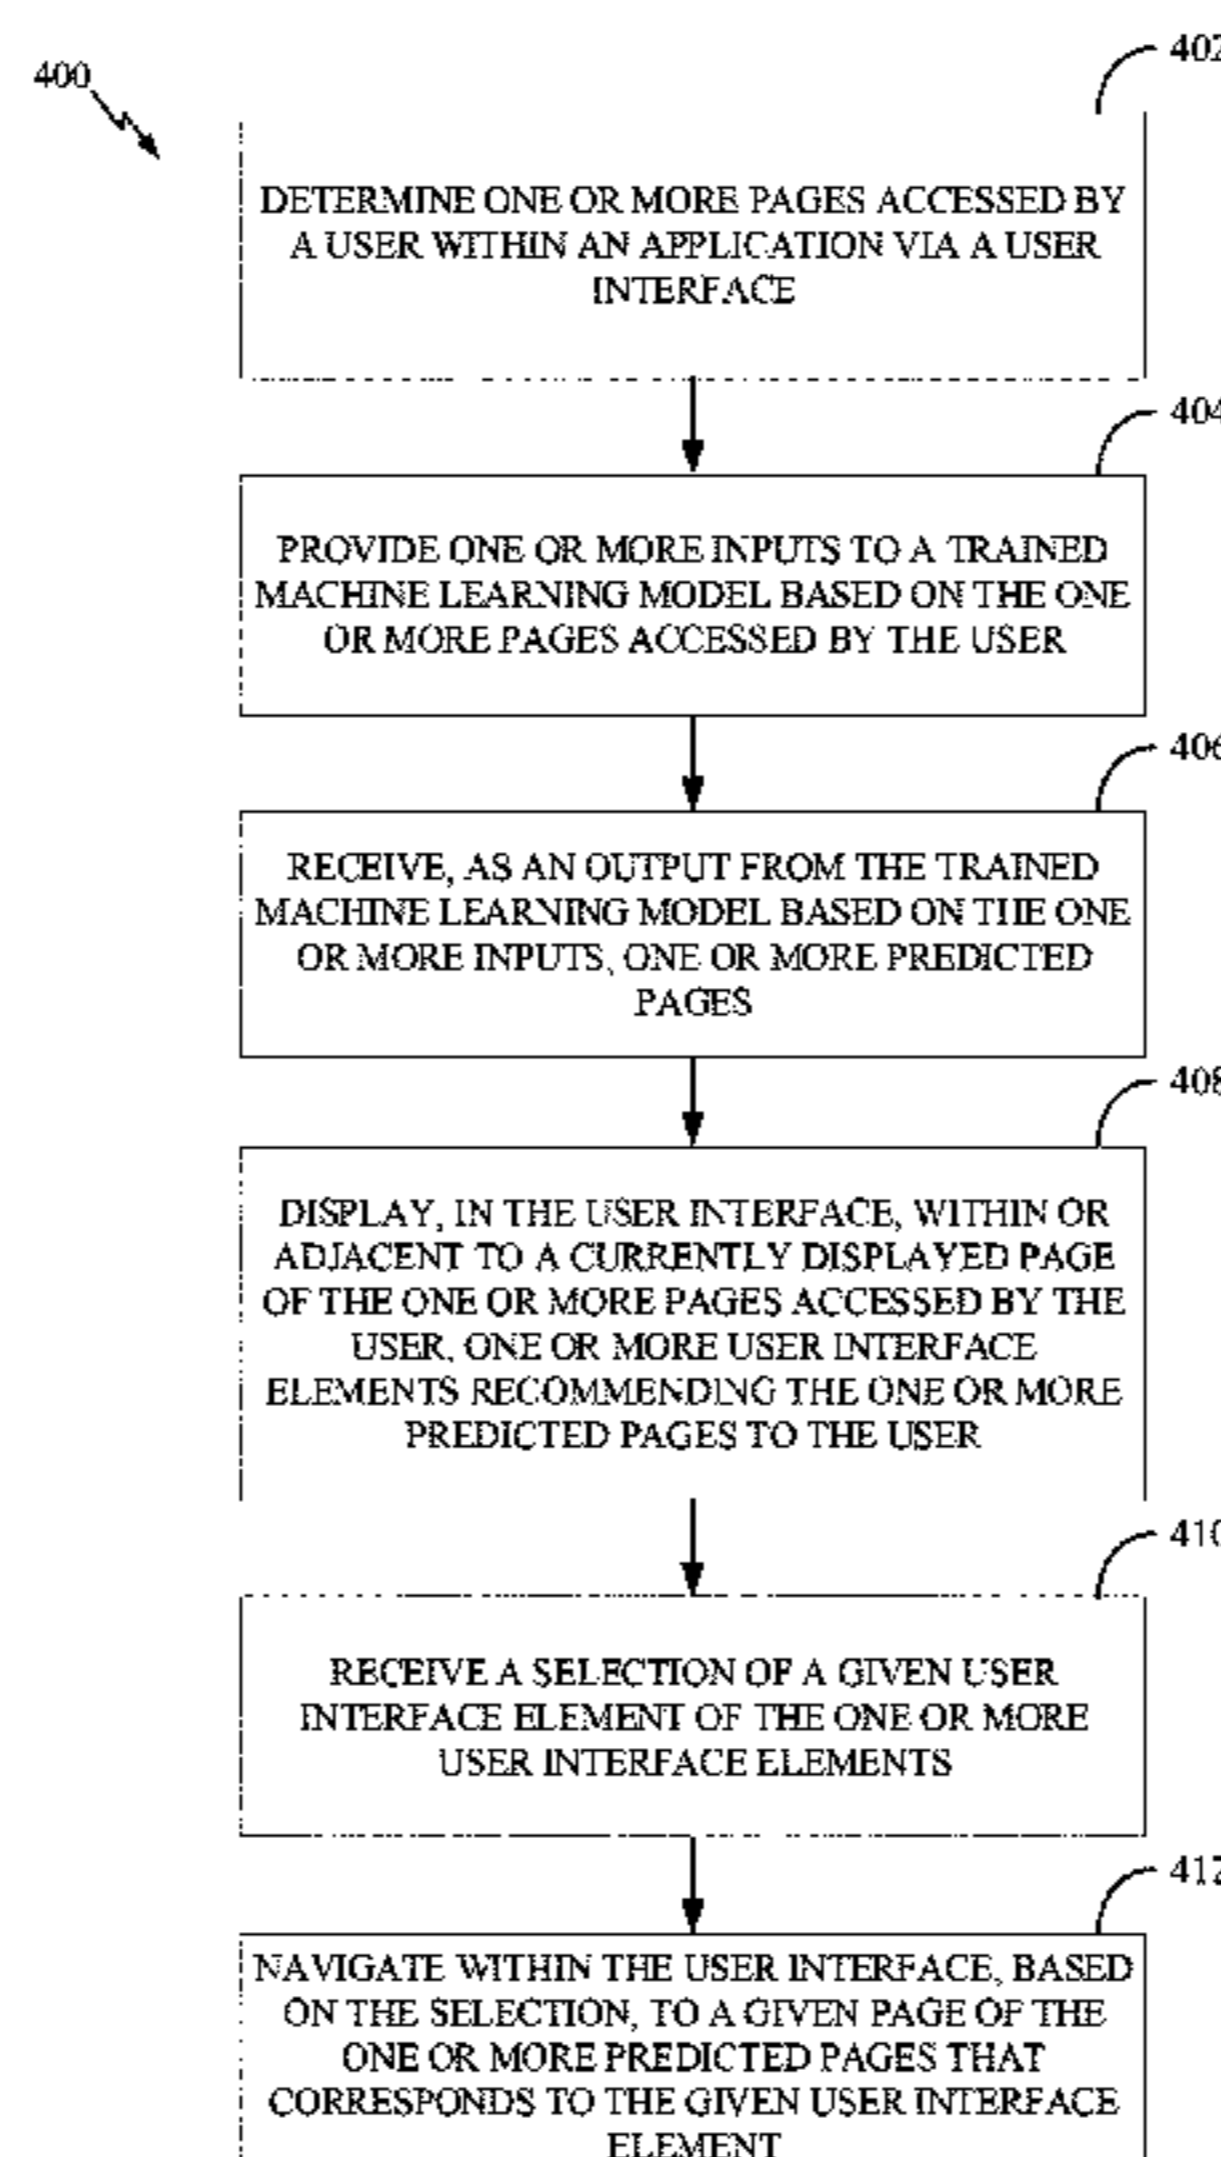 400
402
DETERMINE ONE OR MORE PAGES ACCESSED BY
A USER WITHIN AN APPLICATION VIA A USER
INTERFACE
404
PROVIDE ONE OR MORE INPUTS TO A TRAINED
MACHINE LEARNING MODEL BASED ON THE ONE
OR MORE PAGES ACCESSED BY THE USER
406
RECEIVE, AS AN OUTPUT FROM THE TRAINED
MACHINE LEARNING MODEL BASED ON THE ONE
OR MORE INPUTS, ONE OR MORE PREDICTED
PAGES
408
DISPLAY, IN THE USER INTERFACE, WITHIN OR
ADJACENT TO A CURRENTLY DISPLAYED PAGE
OF THE ONE OR MORE PAGES ACCESSED BY THE
USER, ONE OR MORE USER INTERFACE
ELEMENTS RECOMMENDING THE ONE OR MORE
PREDICTED PAGES TO THE USER
410
RECEIVE A SELECTION OF A GIVEN USER
INTERFACE ELEMENT OF THE ONE OR MORE
USER INTERFACE ELEMENTS
412
NAVIGATE WITHIN THE USER INTERFACE, BASED
ON THE SELECTION, TO A GIVEN PAGE OF THE
ONE OR MORE PREDICTED PAGES THAT
CORRESPONDS TO THE GIVEN USER INTERFACE
ELEMENT